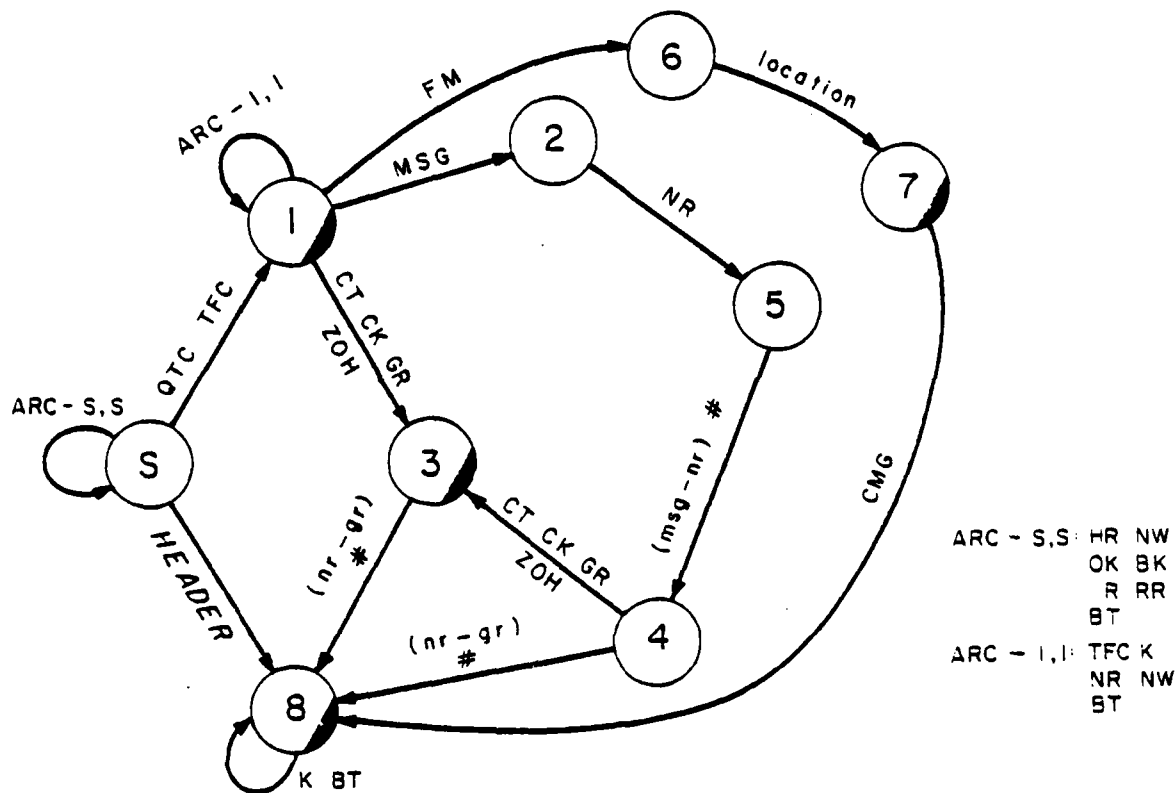 6
location
FM
ARC - 1, 1
2
MSG
7
NR
1
5
CT CK GR
ZOH
QTC TFC
ARC - S,S
S
3
(msg-nr) #
CMG
(nr-gr)
#
CT CK GR
ZOH
HEADER
(nr-gr)
#
4
8
K BT
ARC - S,S: HR NW
OK BK
R RR
BT
ARC - 1,1: TFC K
NR NW
BT